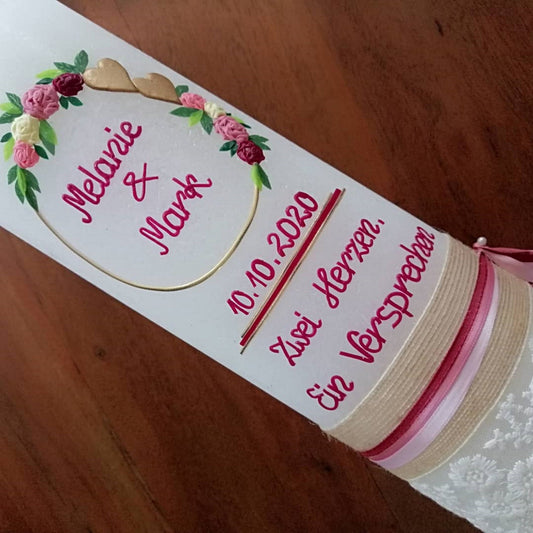 Melanie
&
Mark
10.10.2020
Zwei Herzen,
Ein Versprechen